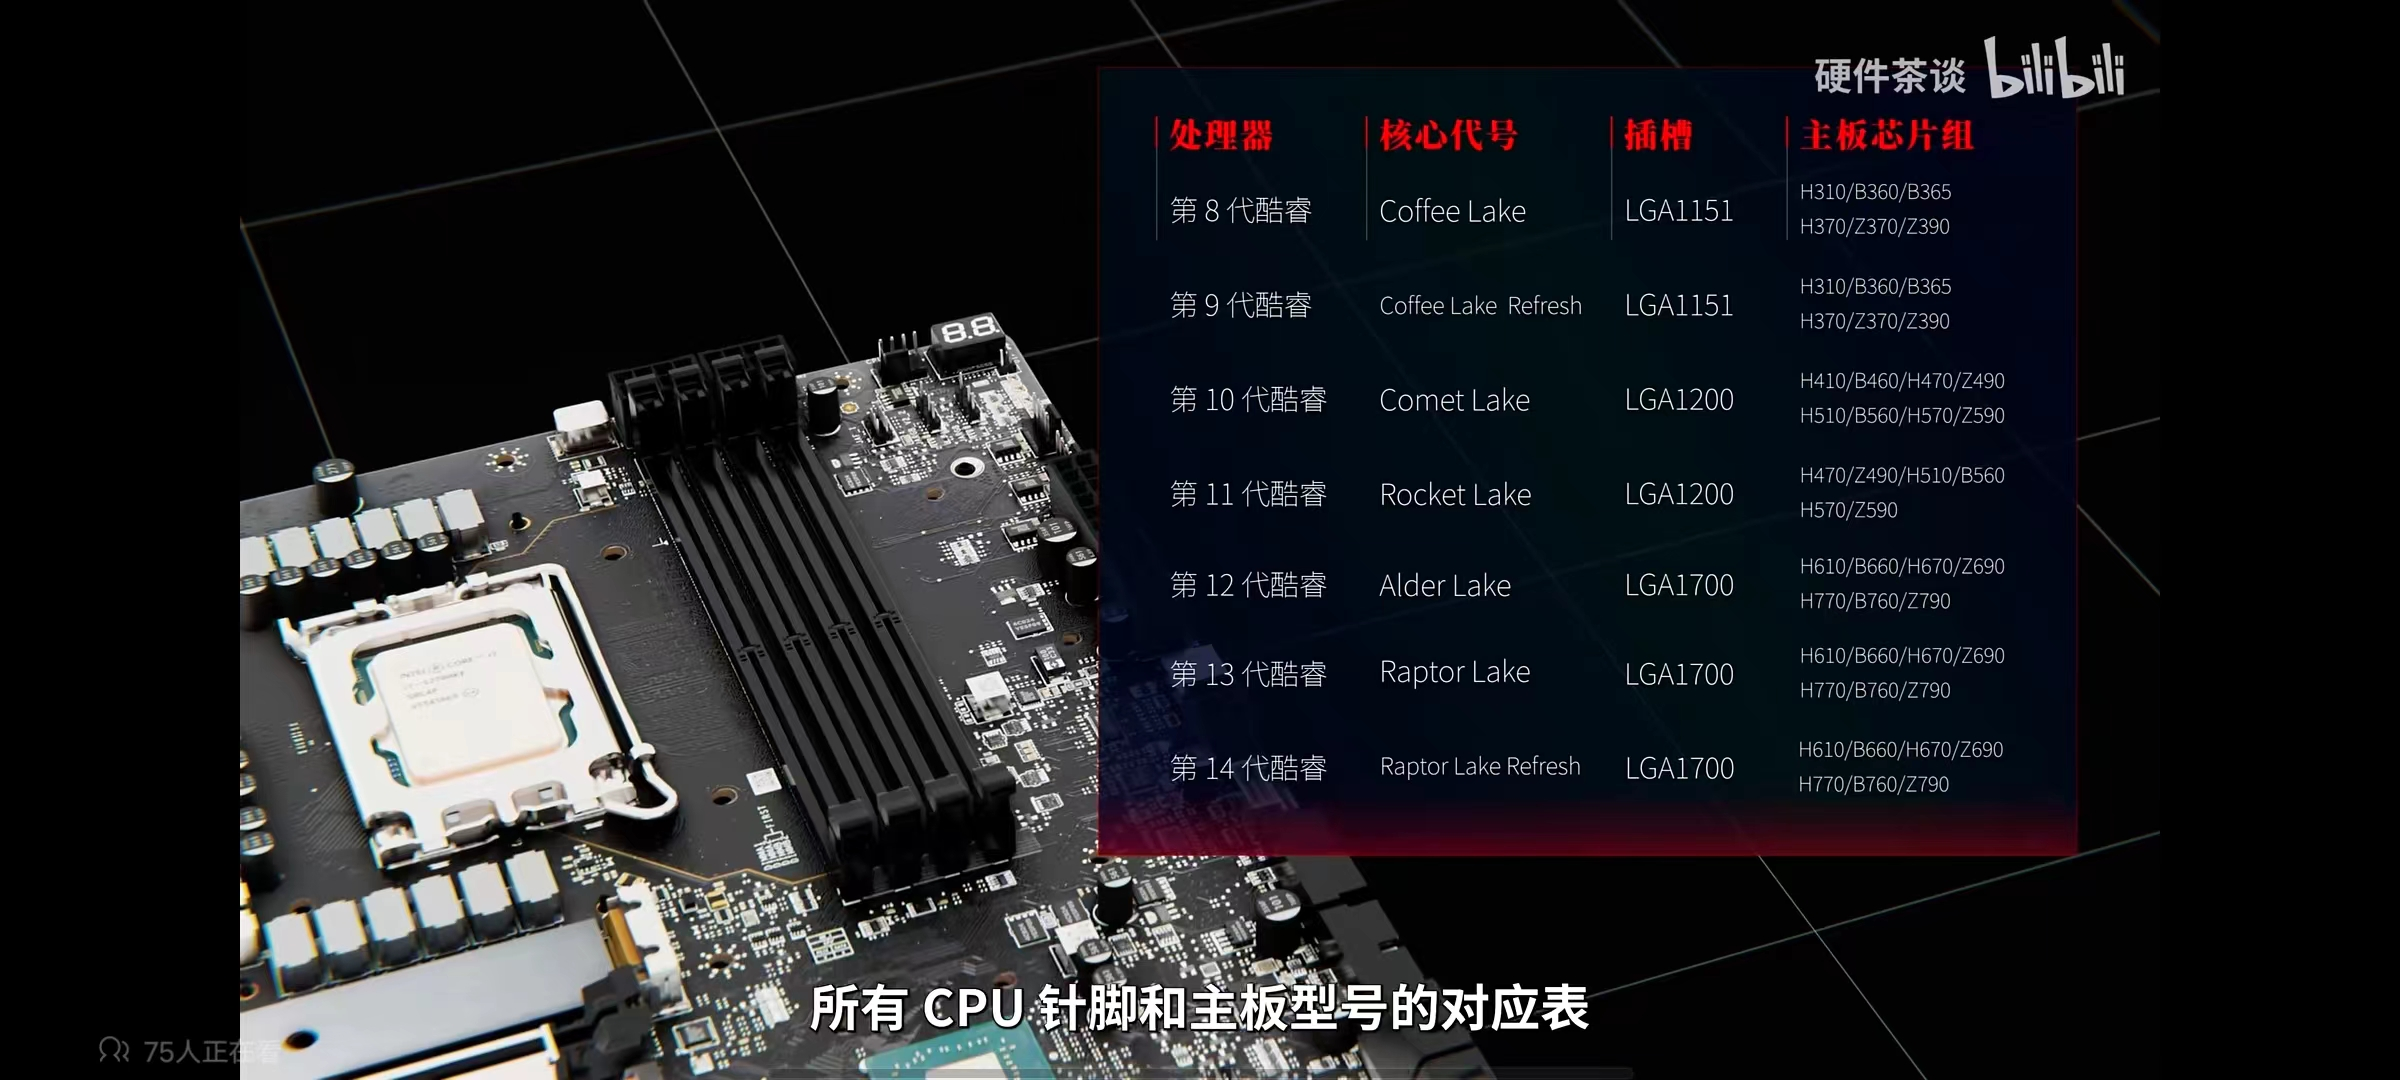 硬件茶谈 bilibili
处理器 核心代号 插槽 主板芯片组
第 8 代酷睿 Coffee Lake LGA1151 H310/B360/B365
H370/Z370/Z390
第 9 代酷睿 Coffee Lake Refresh LGA1151 H310/B360/B365
H370/Z370/Z390
第 10 代酷睿 Comet Lake LGA1200 H410/B460/H470/Z490
H510/B560/H570/Z590
第 11 代酷睿 Rocket Lake LGA1200 H470/Z490/H510/B560
H570/Z590
第 12 代酷睿 Alder Lake LGA1700 H610/B660/H670/Z690
H770/B760/Z790
第 13 代酷睿 Raptor Lake LGA1700 H610/B660/H670/Z690
H770/B760/Z790
第 14 代酷睿 Raptor Lake Refresh LGA1700 H610/B660/H670/Z690
H770/B760/Z790
88
FIRST
所有 CPU 针脚和主板型号的对应表
75人正在看